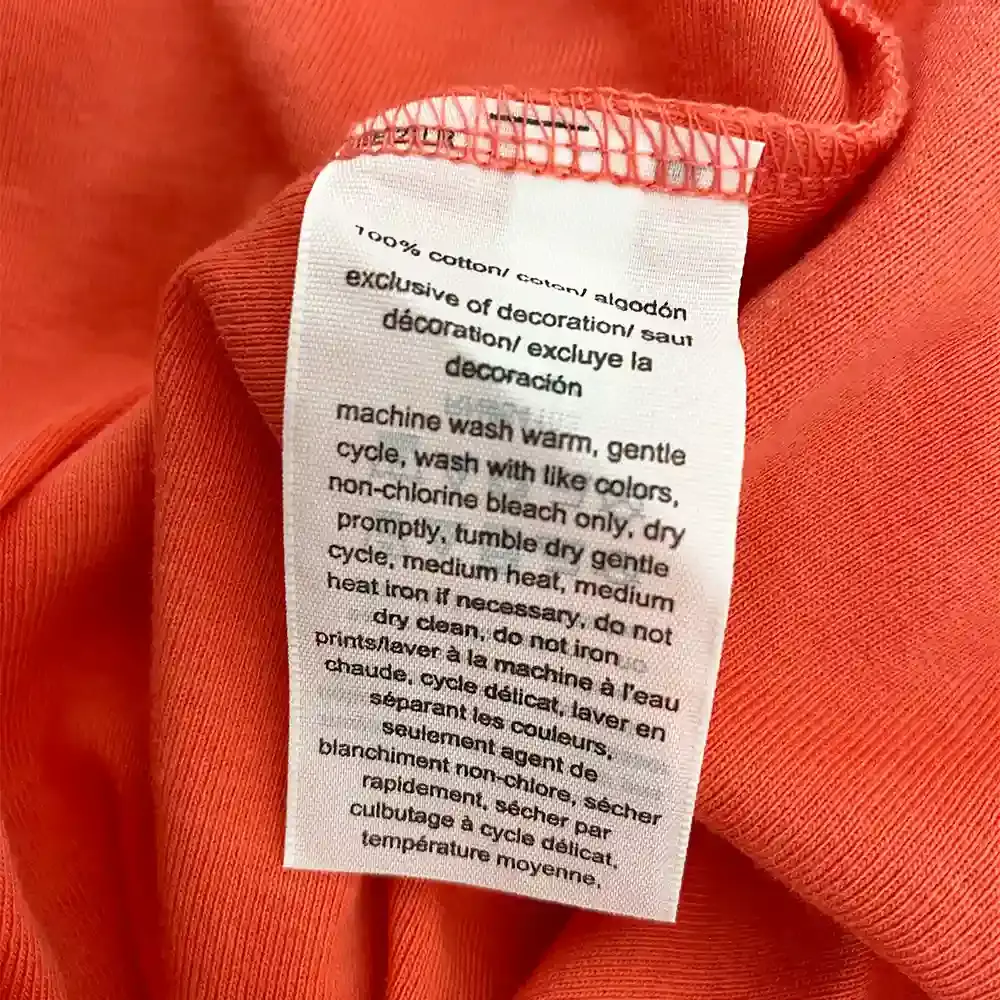 100% cotton/ coton/ algodón
exclusive of decoration/ sauf
décoration/ excluye la
decoración
machine wash warm, gentle
cycle, wash with like colors,
non-chlorine bleach only, dry
promptly, tumble dry gentle
cycle, medium heat, medium
heat iron if necessary, do not
dry clean, do not iron
prints/laver à la machine à l'eau
chaude, cycle délicat, laver en
séparant les couleurs,
seulement agent de
blanchiment non-chlore, sécher
rapidement, sécher par
culbutage à cycle délicat,
température moyenne,